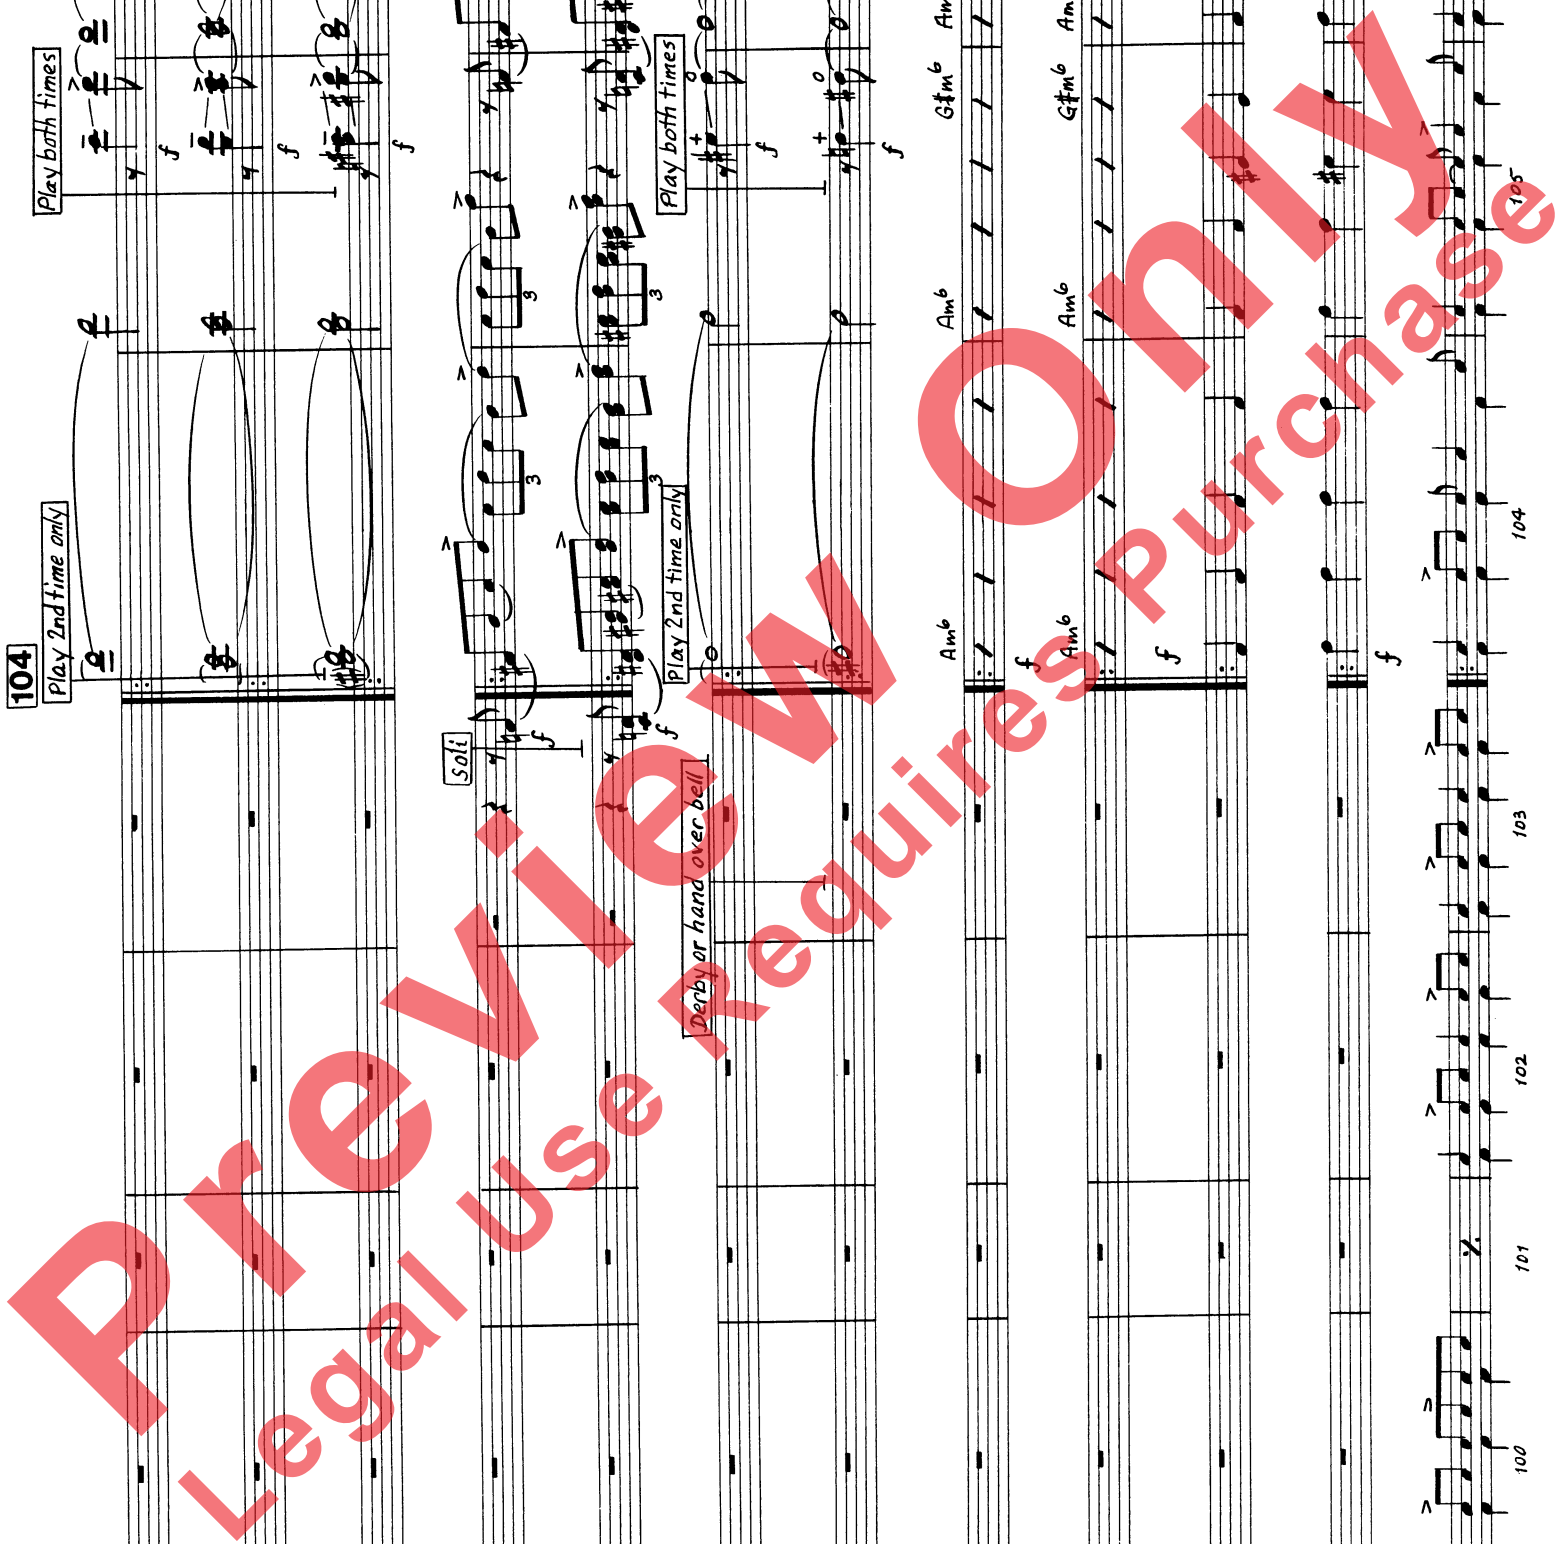 104
Play 2nd time only
Play both times
soli
f
f
f
f
f
3
3
3
3
Play 2nd time only
Play both times
Derby or hand over bell
f
f
Am6
Am6
G#m6
Am
f
Am6
Am6
G#m6
Am
f
f
100
101
102
103
104
105
Preview Only
Legal Use Requires Purchase